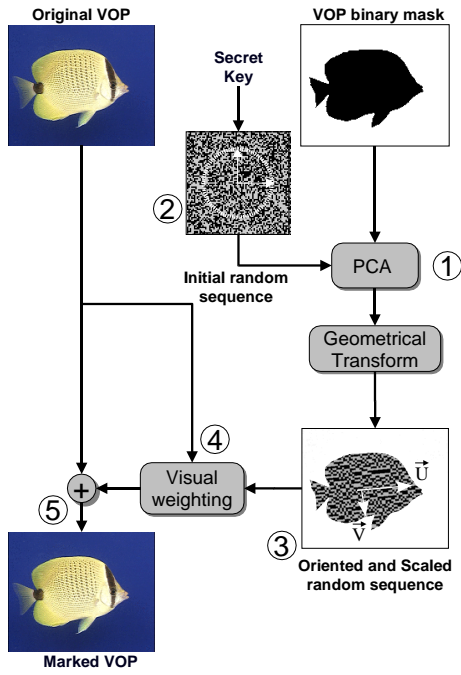 Original VOP
VOP binary mask
Secret
Key
2
Initial random
sequence
PCA
1
Geometrical
Transform
4
Visual
weighting
+
5
U
V
3
Oriented and Scaled
random sequence
Marked VOP